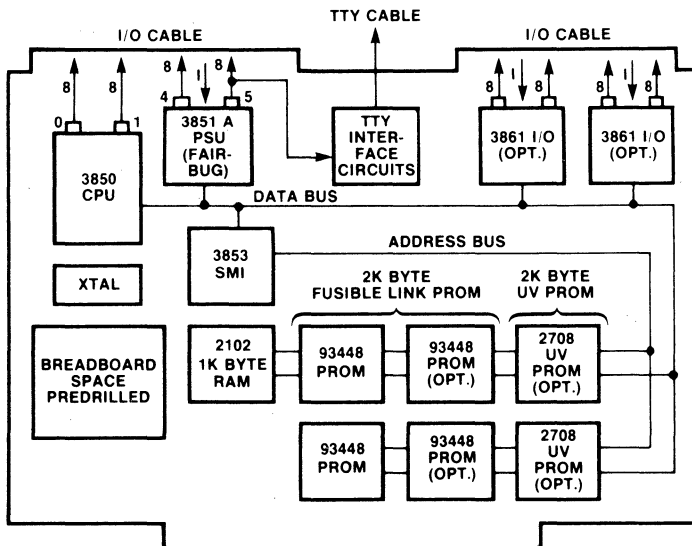 TTY CABLE
I/O CABLE
I/O CABLE
8
8
8
I
8
8
I
8
8
I
8
0
1
4
5
3850
CPU
3851 A
PSU
(FAIR-
BUG)
TTY
INTER-
FACE
CIRCUITS
3861 I/O
(OPT.)
3861 I/O
(OPT.)
DATA BUS
3853
SMI
ADDRESS BUS
XTAL
2K BYTE
FUSIBLE LINK PROM
2K BYTE
UV PROM
BREADBOARD
SPACE
PREDRILLED
2102
1K BYTE
RAM
93448
PROM
93448
PROM
(OPT.)
2708
UV
PROM
(OPT.)
93448
PROM
93448
PROM
(OPT.)
2708
UV
PROM
(OPT.)